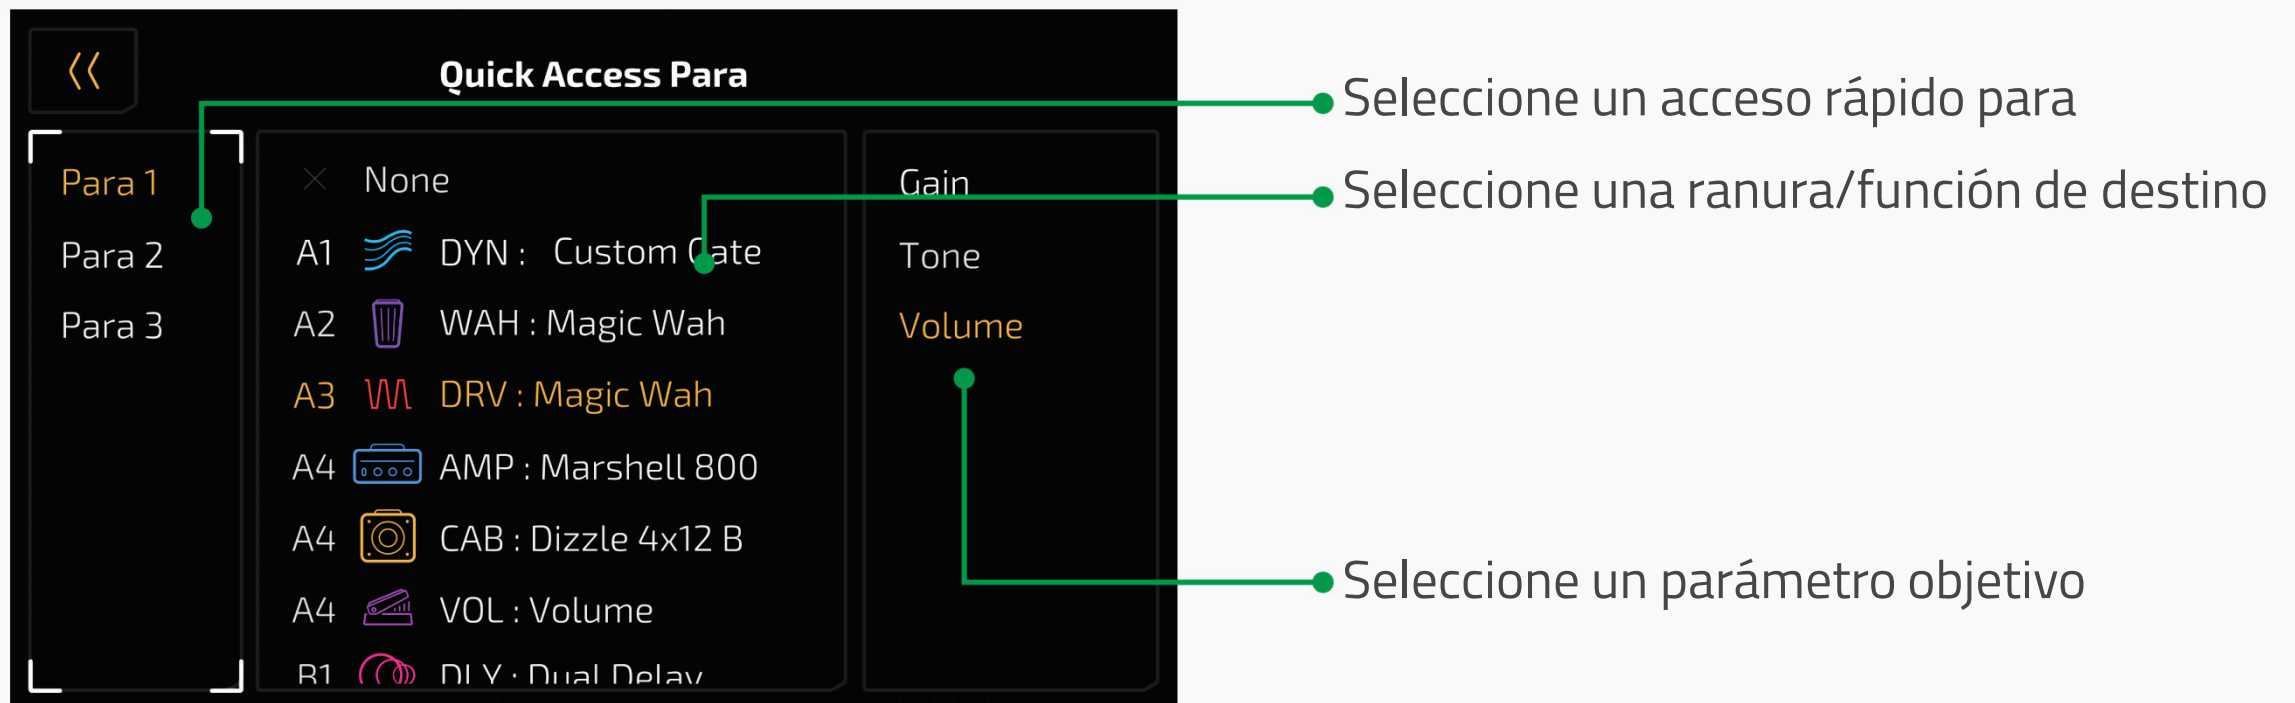 Quick Access Para
Seleccione un acceso rápido para
Para 1
None
Gain
Seleccione una ranura/función de destino
Para 2
A1 DYN : Custom Gate
Tone
Para 3
A2 WAH : Magic Wah
Volume
A3 DRV : Magic Wah
A4 AMP : Marshell 800
A4 CAB : Dizzle 4x12 B
Seleccione un parámetro objetivo
A4 VOL : Volume
B1 DLY : Dual Delay